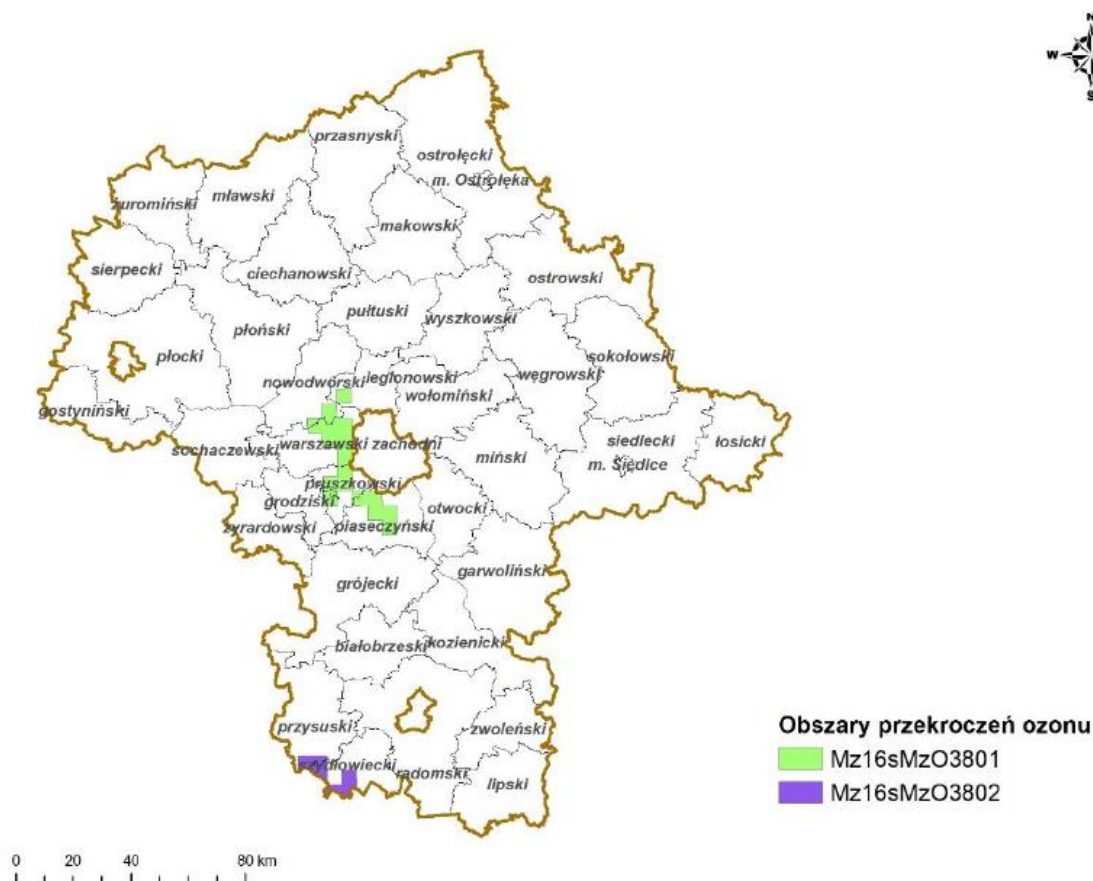 N
W
S
przasnyski
ostrołęcki
m. Ostrołęka
mławski
żuromiński
makowski
sierpecki
ciechanowski
ostrowski
pułtuski
wyszkowski
płoński
płocki
sokołowski
węgrowski
nowodworski
legionowski
wołomiński
gostyniński
sochaczewski
warszawski zachodni
miński
siedlecki
m. Siedlce
łosicki
pruszkowski
grodziski
otwocki
żyrardowski
piaseczyński
grójecki
garwoliński
białobrzeski
kozienicki
przysuski
zwoleński
szydłowiecki
radomski
lipski
Obszary przekroczeń ozonu
Mz16sMzO3801
Mz16sMzO3802
0 20 40 80 km